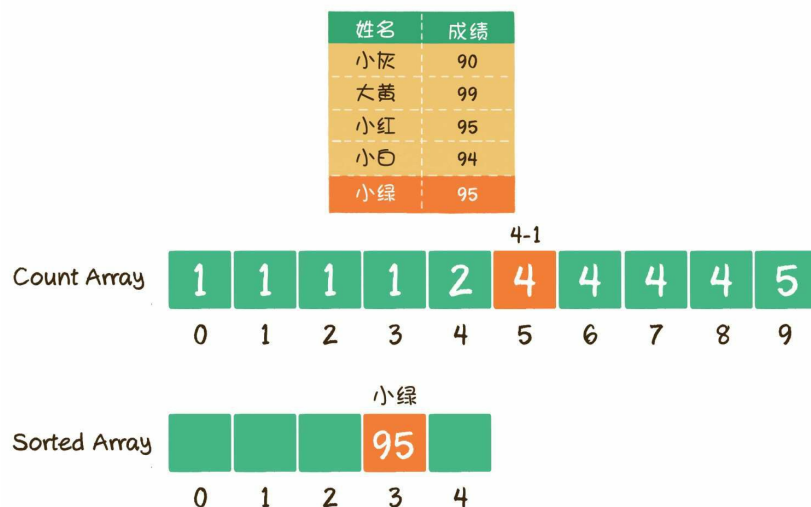 姓名 成绩
小灰 90
大黄 99
小红 95
小白 94
小绿 95
4-1
Count Array 1 1 1 1 2 4 4 4 4 5
0 1 2 3 4 5 6 7 8 9
小绿
Sorted Array 95
0 1 2 3 4